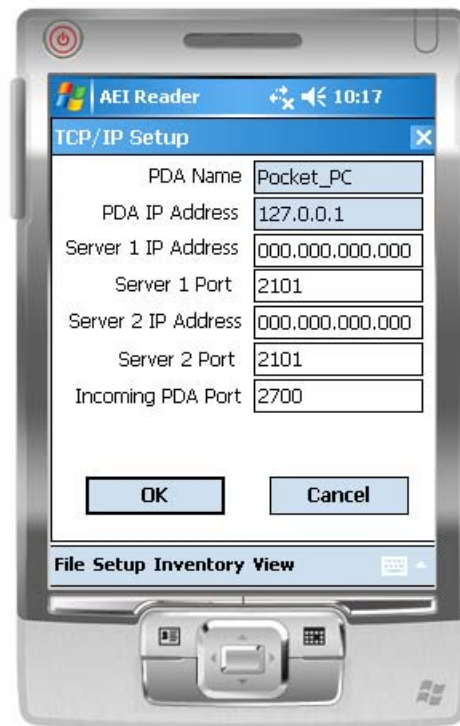 AEI Reader 10:17
TCP/IP Setup
PDA Name Pocket_PC
PDA IP Address 127.0.0.1
Server 1 IP Address 000.000.000.000
Server 1 Port 2101
Server 2 IP Address 000.000.000.000
Server 2 Port 2101
Incoming PDA Port 2700
OK Cancel
File Setup Inventory View